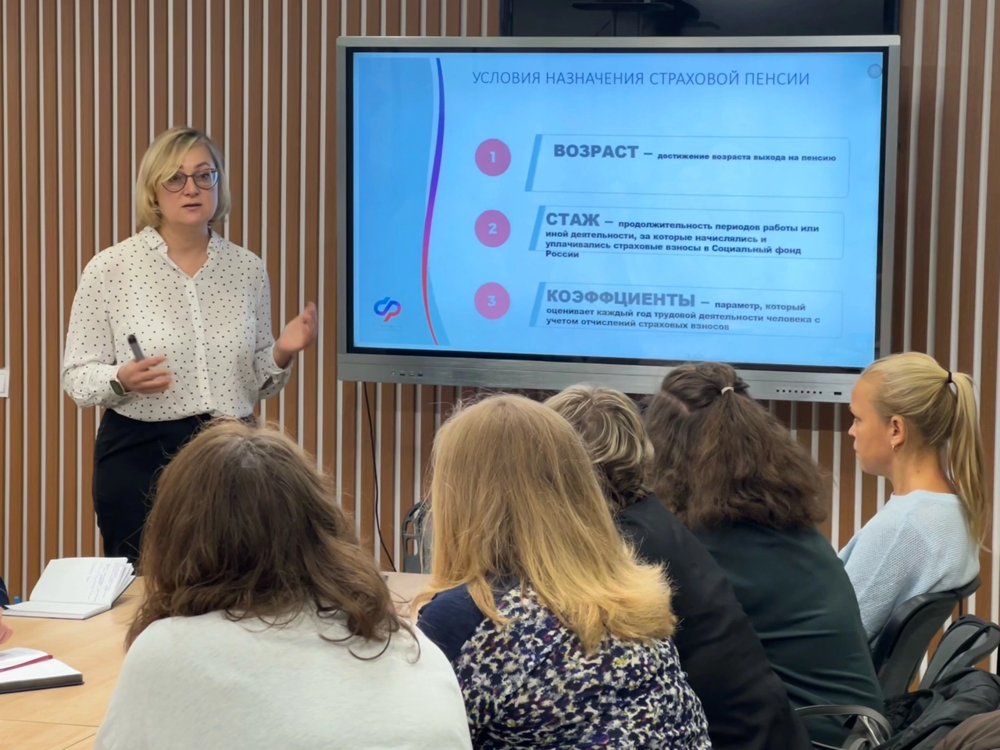 УСЛОВИЯ НАЗНАЧЕНИЯ СТРАХОВОЙ ПЕНСИИ
1
ВОЗРАСТ – достижение возраста выхода на пенсию
2
СТАЖ – продолжительность периодов работы или
иной деятельности, за которые начислялись и
уплачивались страховые взносы в Социальный фонд
России
3
КОЭФФЦИЕНТЫ – параметр, который
оценивает каждый год трудовой деятельности человека с
учетом отчислений страховых взносов